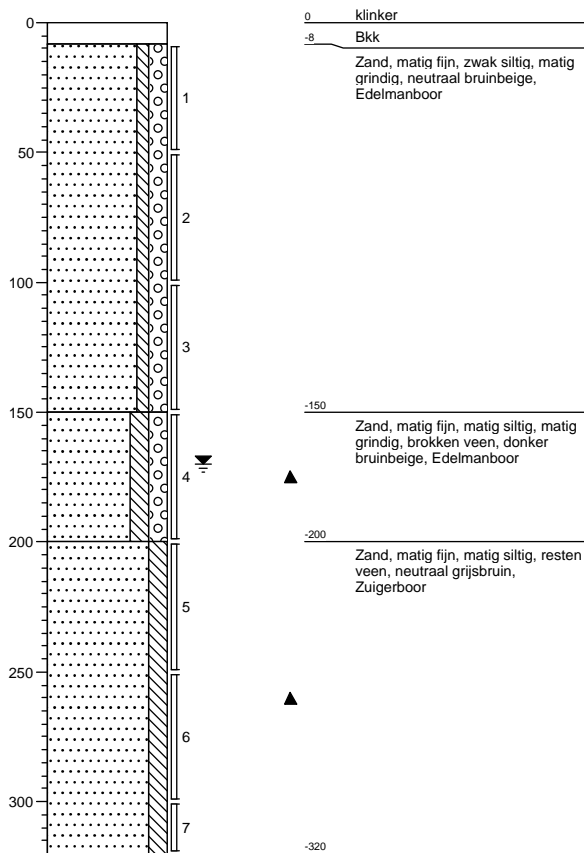 0
50
100
150
200
250
300
1
2
3
4
5
6
7
0 klinker
-8 Bkk
Zand, matig fijn, zwak siltig, matig
grindig, neutraal bruinbeige,
Edelmanboor
-150
Zand, matig fijn, matig siltig, matig
grindig, brokken veen, donker
bruinbeige, Edelmanboor
-200
Zand, matig fijn, matig siltig, resten
veen, neutraal grijsbruin,
Zuigerboor
-320